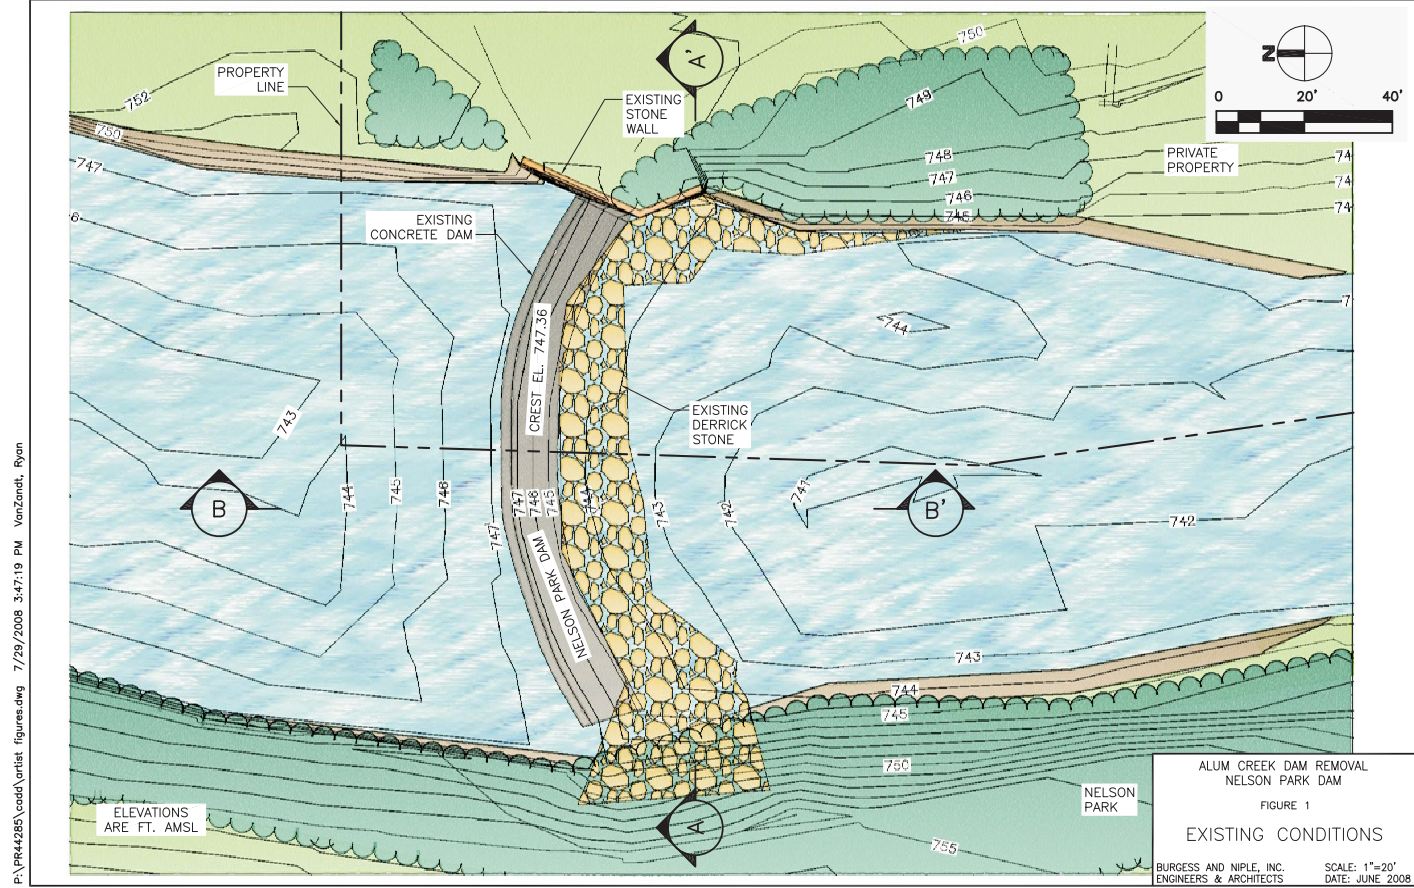 P:\PR44285\cadd\artist figures.dwg 7/29/2008 3:47:19 PM VanZandt, Ryan
PROPERTY
LINE
752
750
747
EXISTING
STONE
WALL
A'
750
749
748
747
746
745
N
0 20' 40'
PRIVATE
PROPERTY
74
74
74
EXISTING
CONCRETE DAM
CREST EL. 747.36
744
743
EXISTING
DERRICK
STONE
B
744
745
746
747
747
746
745
744
743
742
741
B'
742
NELSON PARK DAM
743
744
745
750
755
A
ELEVATIONS
ARE FT. AMSL
NELSON
PARK
ALUM CREEK DAM REMOVAL
NELSON PARK DAM
FIGURE 1
EXISTING CONDITIONS
BURGESS AND NIPLE, INC.
ENGINEERS & ARCHITECTS
SCALE: 1"=20'
DATE: JUNE 2008